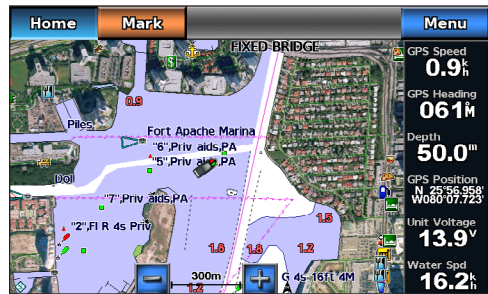 Home
Mark
Menu
FIXED BRIDGE
GPS Speed
0.9 k/h
GPS Heading
061°M
0.9
Piles
Fort Apache Marina
"6",Priv aids,PA
"5",Priv aids,PA
Depth
50.0"
Dol
GPS Position
N 25°56.958'
W080°07.723'
"7",Priv aids,PA
"2",Fl R 4s Priv
1.5
Unit Voltage
13.9V
1.8
1.8
1.2
Water Spd
16.2 k/h
300m
1.2
G 4s 16ft 4M